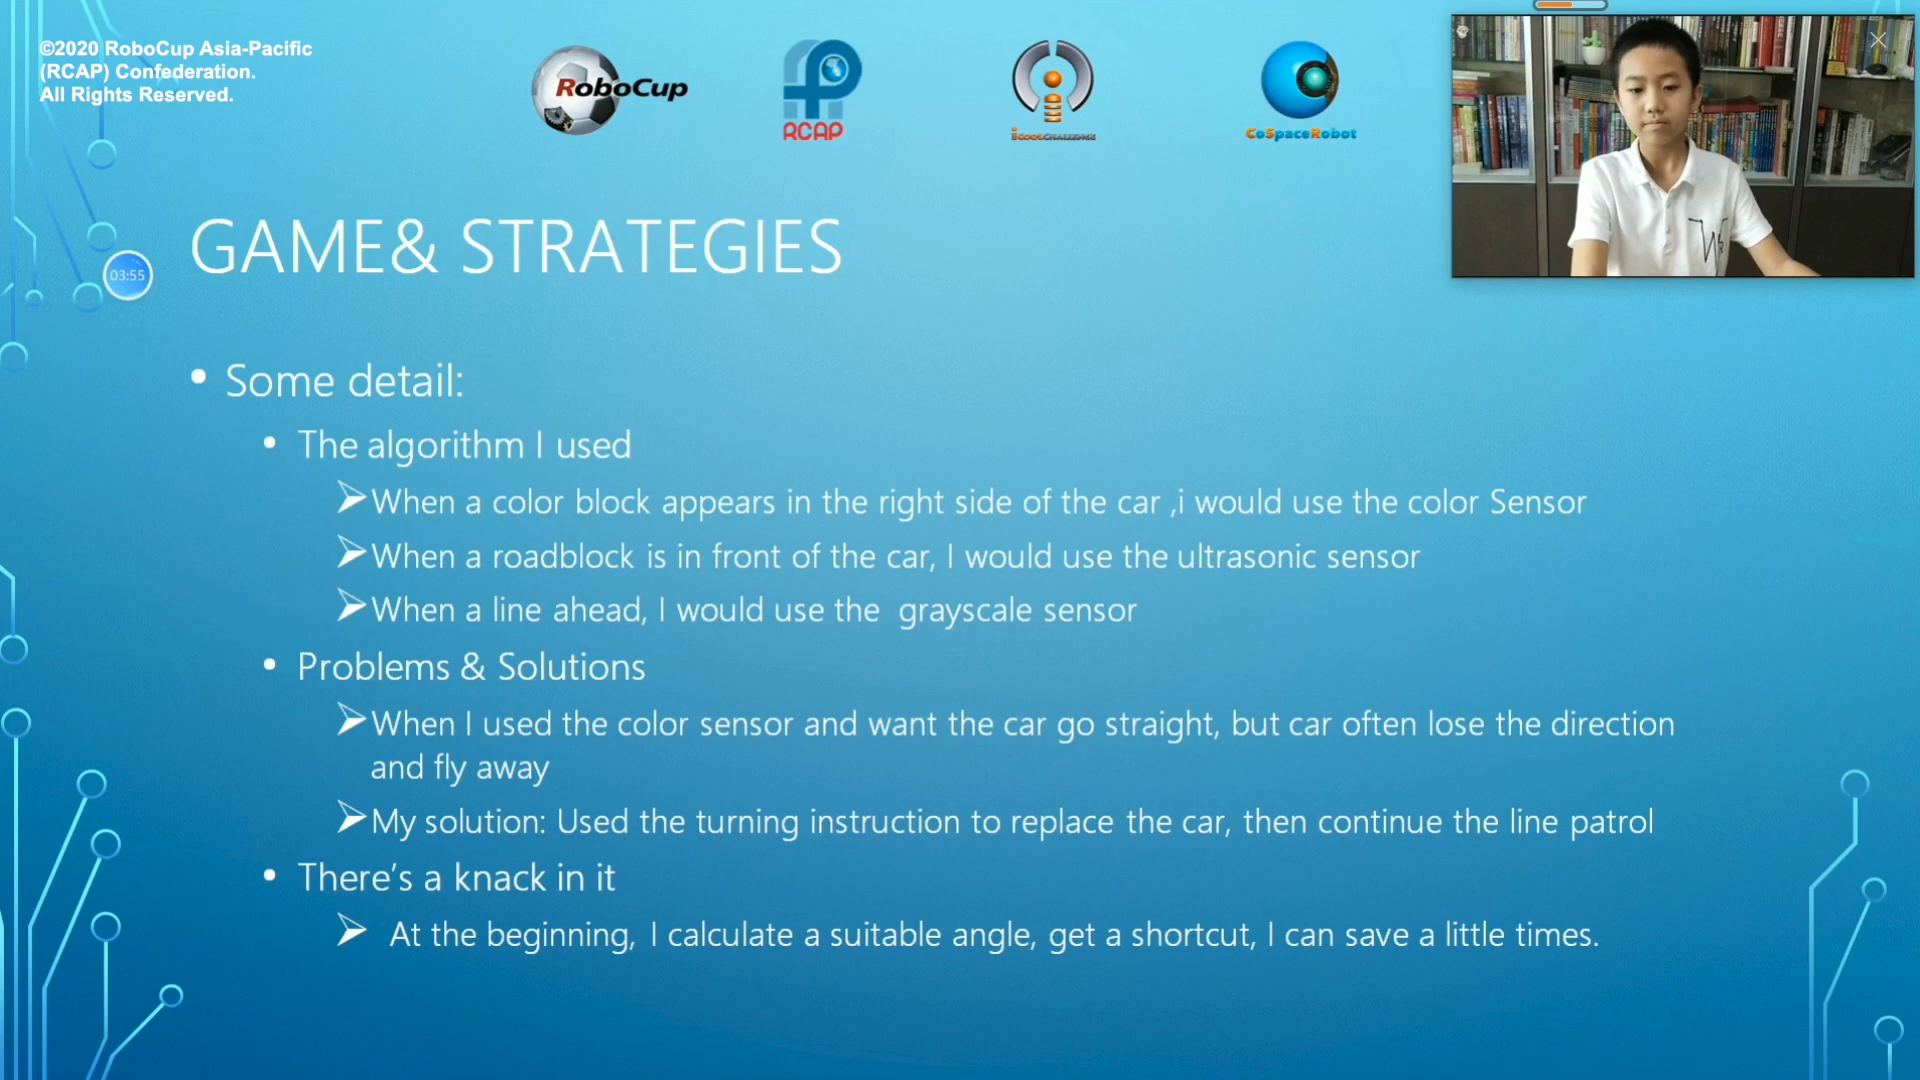 ©2020 RoboCup Asia-Pacific
(RCAP) Confederation.
All Rights Reserved.
RoboCup
RCAP
iCOOLCHALLENGE
CoSpaceRobot
GAME& STRATEGIES
03:55
• Some detail:
• The algorithm I used
➢When a color block appears in the right side of the car ,i would use the color Sensor
➢When a roadblock is in front of the car, I would use the ultrasonic sensor
➢When a line ahead, I would use the  grayscale sensor
• Problems & Solutions
➢When I used the color sensor and want the car go straight, but car often lose the direction
and fly away
➢My solution: Used the turning instruction to replace the car, then continue the line patrol
• There’s a knack in it
➢ At the beginning, I calculate a suitable angle, get a shortcut, I can save a little times.